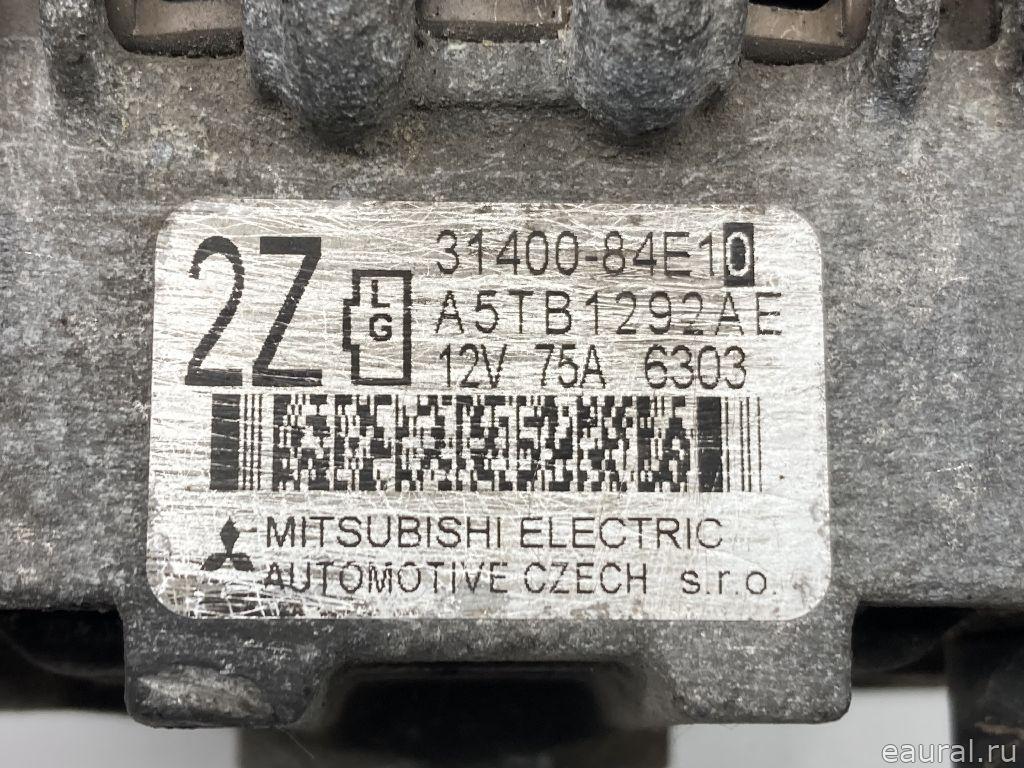 2Z
L
G
31400-84E10
A5TB1292AE
12V 75A 6303
MITSUBISHI ELECTRIC
AUTOMOTIVE CZECH s.r.o.
eaural.ru